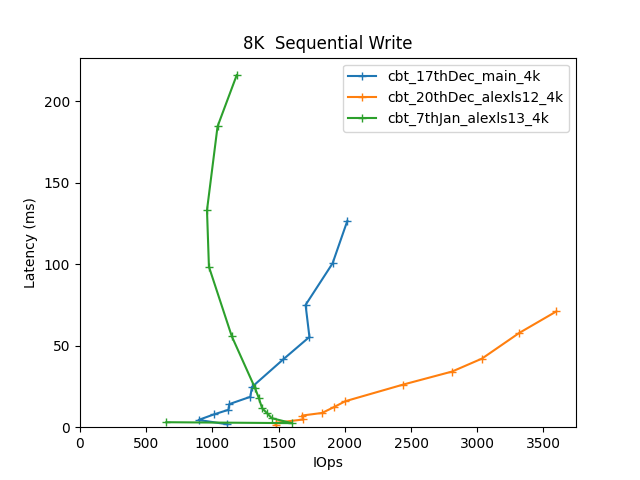 8K  Sequential Write
cbt_17thDec_main_4k
cbt_20thDec_alexls12_4k
cbt_7thJan_alexls13_4k
Latency (ms)
200
150
100
50
0
0 500 1000 1500 2000 2500 3000 3500
IOps